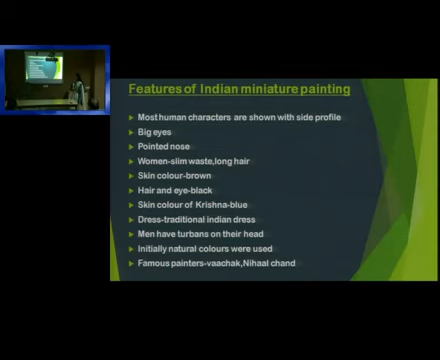 Features of Indian miniature painting
Most human characters are shown with side profile
Big eyes
Pointed nose
Women-slim waste,long hair
Skin colour-brown
Hair and eye-black
Skin colour of Krishna-blue
Dress-traditional indian dress
Men have turbans on their head
Initially natural colours were used
Famous painters-vaachak,Nihaal chand